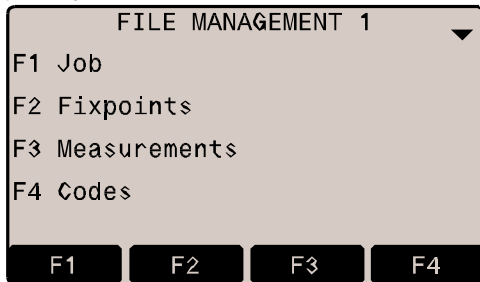 FILE MANAGEMENT 1
F1 Job
F2 Fixpoints
F3 Measurements
F4 Codes
F1 F2 F3 F4